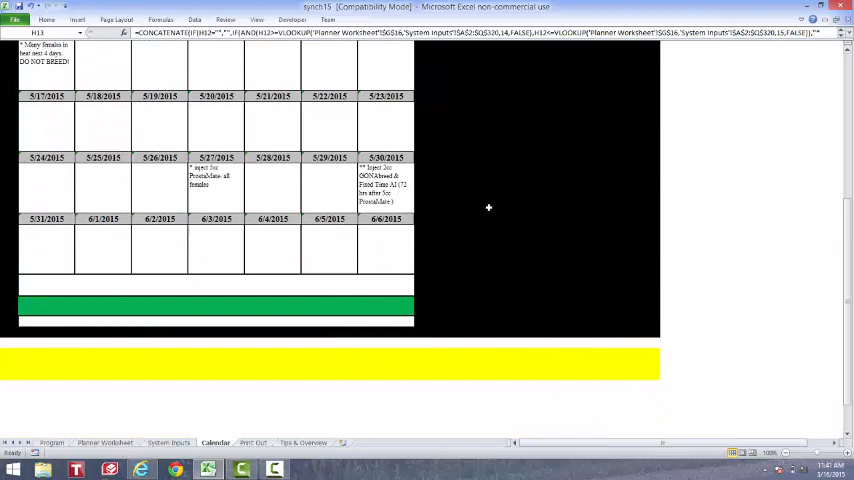 synch15 [Compatibility Mode] - Microsoft Excel non-commercial use
File Home Insert Page Layout Formulas Data Review View Developer Team
H13 fx =CONCATENATE(IF(H12="","",IF(AND(H12>=VLOOKUP('Planner Worksheet'!$G$16,'System Inputs'!$A$2:$Q$320,14,FALSE),H12<=VLOOKUP('Planner Worksheet'!$G$16,'System Inputs'!$A$2:$Q$320,15,FALSE)),"*
* Many females in
heat next 4 days.
DO NOT BREED!
5/17/2015 5/18/2015 5/19/2015 5/20/2015 5/21/2015 5/22/2015 5/23/2015
5/24/2015 5/25/2015 5/26/2015 5/27/2015 5/28/2015 5/29/2015 5/30/2015
* inject 5cc
ProstaMate- all
females
** Inject 2cc
GONAbreed &
Fixed Time AI (72
hrs after 5cc
ProstaMate )
5/31/2015 6/1/2015 6/2/2015 6/3/2015 6/4/2015 6/5/2015 6/6/2015
Program Planner Worksheet System Inputs Calendar Print Out Tips & Overview
Ready 100%
11:41 AM
3/16/2015